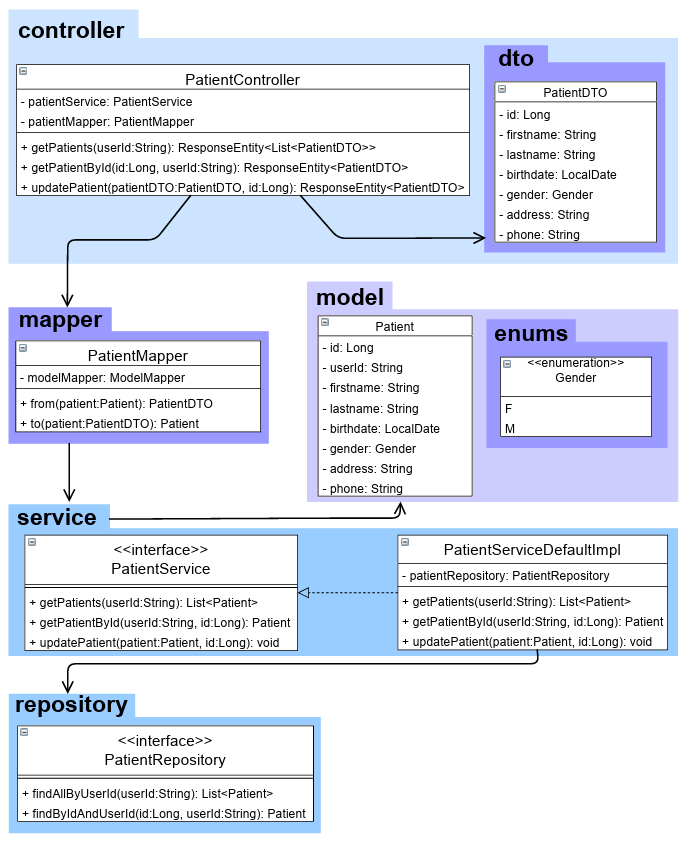 controller
PatientController
- patientService: PatientService
- patientMapper: PatientMapper
+ getPatients(userId:String): ResponseEntity<List<PatientDTO>>
+ getPatientById(id:Long, userId:String): ResponseEntity<PatientDTO>
+ updatePatient(patientDTO:PatientDTO, id:Long): ResponseEntity<PatientDTO>
dto
PatientDTO
- id: Long
- firstname: String
- lastname: String
- birthdate: LocalDate
- gender: Gender
- address: String
- phone: String
mapper
PatientMapper
- modelMapper: ModelMapper
+ from(patient:Patient): PatientDTO
+ to(patient:PatientDTO): Patient
model
Patient
- id: Long
- userId: String
- firstname: String
- lastname: String
- birthdate: LocalDate
- gender: Gender
- address: String
- phone: String
enums
<<enumeration>>
Gender
F
M
service
<<interface>>
PatientService
+ getPatients(userId:String): List<Patient>
+ getPatientById(userId:String, id:Long): Patient
+ updatePatient(patient:Patient, id:Long): void
PatientServiceDefaultImpl
- patientRepository: PatientRepository
+ getPatients(userId:String): List<Patient>
+ getPatientById(userId:String, id:Long): Patient
+ updatePatient(patient:Patient, id:Long): void
repository
<<interface>>
PatientRepository
+ findAllByUserId(userId:String): List<Patient>
+ findByIdAndUserId(id:Long, userId:String): Patient